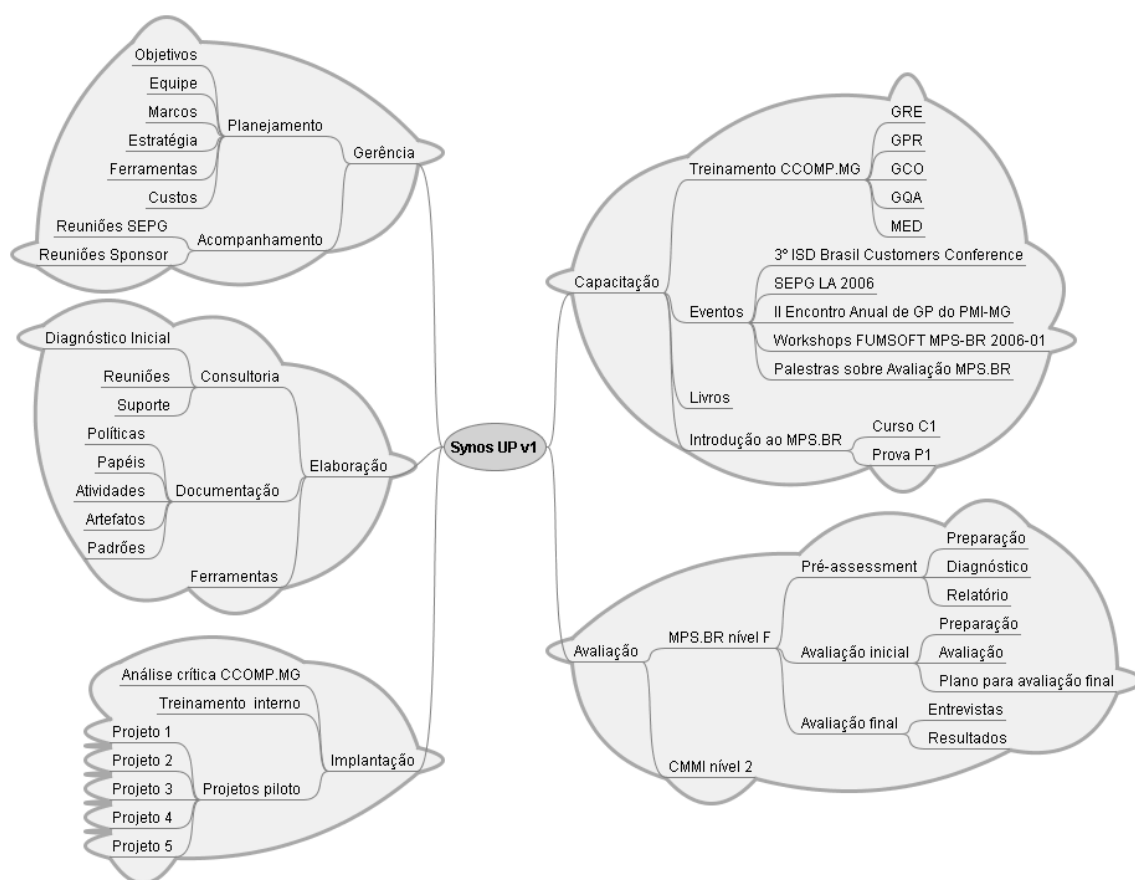 Objetivos
Equipe
Marcos
Estratégia
Ferramentas
Custos
Planejamento
Reuniões SEPG
Reuniões Sponsor
Acompanhamento
Gerência
Diagnóstico Inicial
Reuniões
Suporte
Consultoria
Políticas
Papéis
Atividades
Artefatos
Padrões
Documentação
Ferramentas
Elaboração
Análise crítica CCOMP.MG
Treinamento interno
Projeto 1
Projeto 2
Projeto 3
Projeto 4
Projeto 5
Projetos piloto
Implantação
Synos UP v1
Capacitação
Treinamento CCOMP.MG
GRE
GPR
GCO
GQA
MED
Eventos
3º ISD Brasil Customers Conference
SEPG LA 2006
II Encontro Anual de GP do PMI-MG
Workshops FUMSOFT MPS-BR 2006-01
Palestras sobre Avaliação MPS.BR
Livros
Introdução ao MPS.BR
Curso C1
Prova P1
Avaliação
MPS.BR nível F
Pré-assessment
Preparação
Diagnóstico
Relatório
Avaliação inicial
Preparação
Avaliação
Plano para avaliação final
Avaliação final
Entrevistas
Resultados
CMMI nível 2